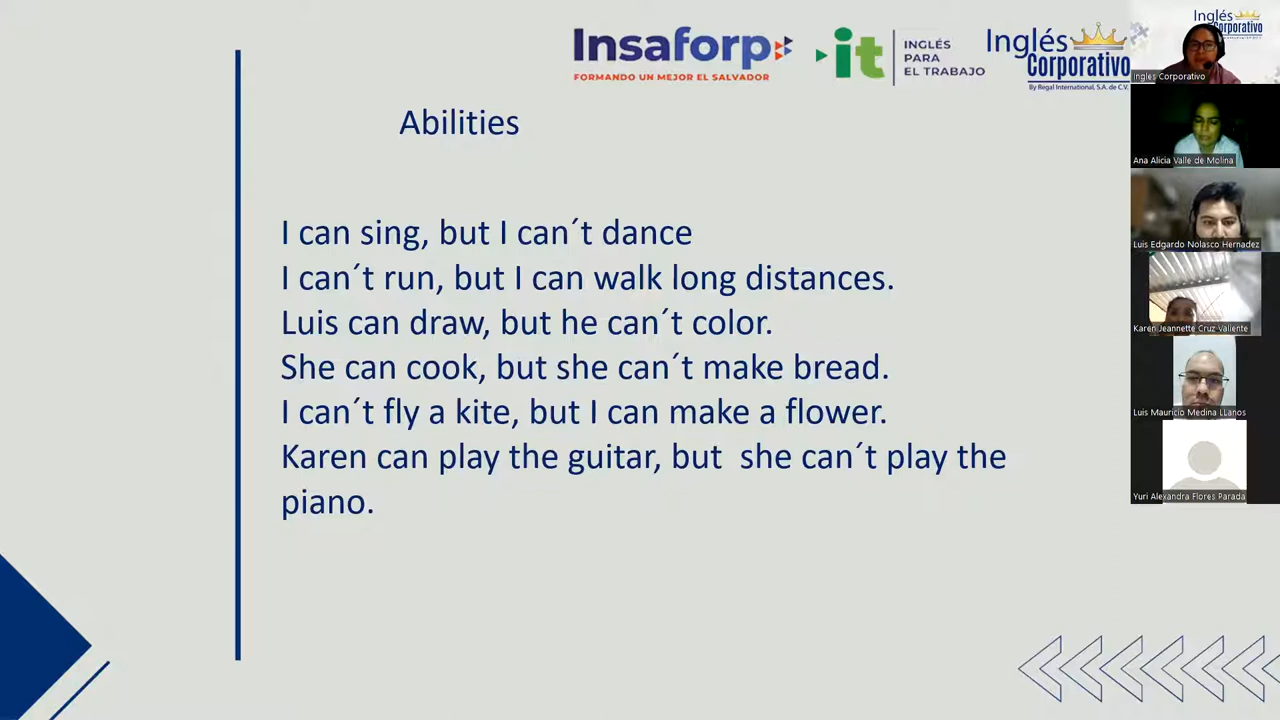 Insaforp
FORMANDO UN MEJOR EL SALVADOR
it
INGLÉS
PARA
EL TRABAJO
Inglés
Corporativo
By Regal International, S.A. de C.V.
Inglés
Corporativo
Ingles Corporativo
Abilities
Ana Alicia Valle de Molina
I can sing, but I can´t dance
Luis Edgardo Nolasco Hernadez
I can´t run, but I can walk long distances.
Luis can draw, but he can´t color.
Karen Jeannette Cruz Valiente
She can cook, but she can´t make bread.
I can´t fly a kite, but I can make a flower.
Luis Mauricio Medina LLanos
Karen can play the guitar, but  she can´t play the
piano.
Yuri Alexandra Flores Parada